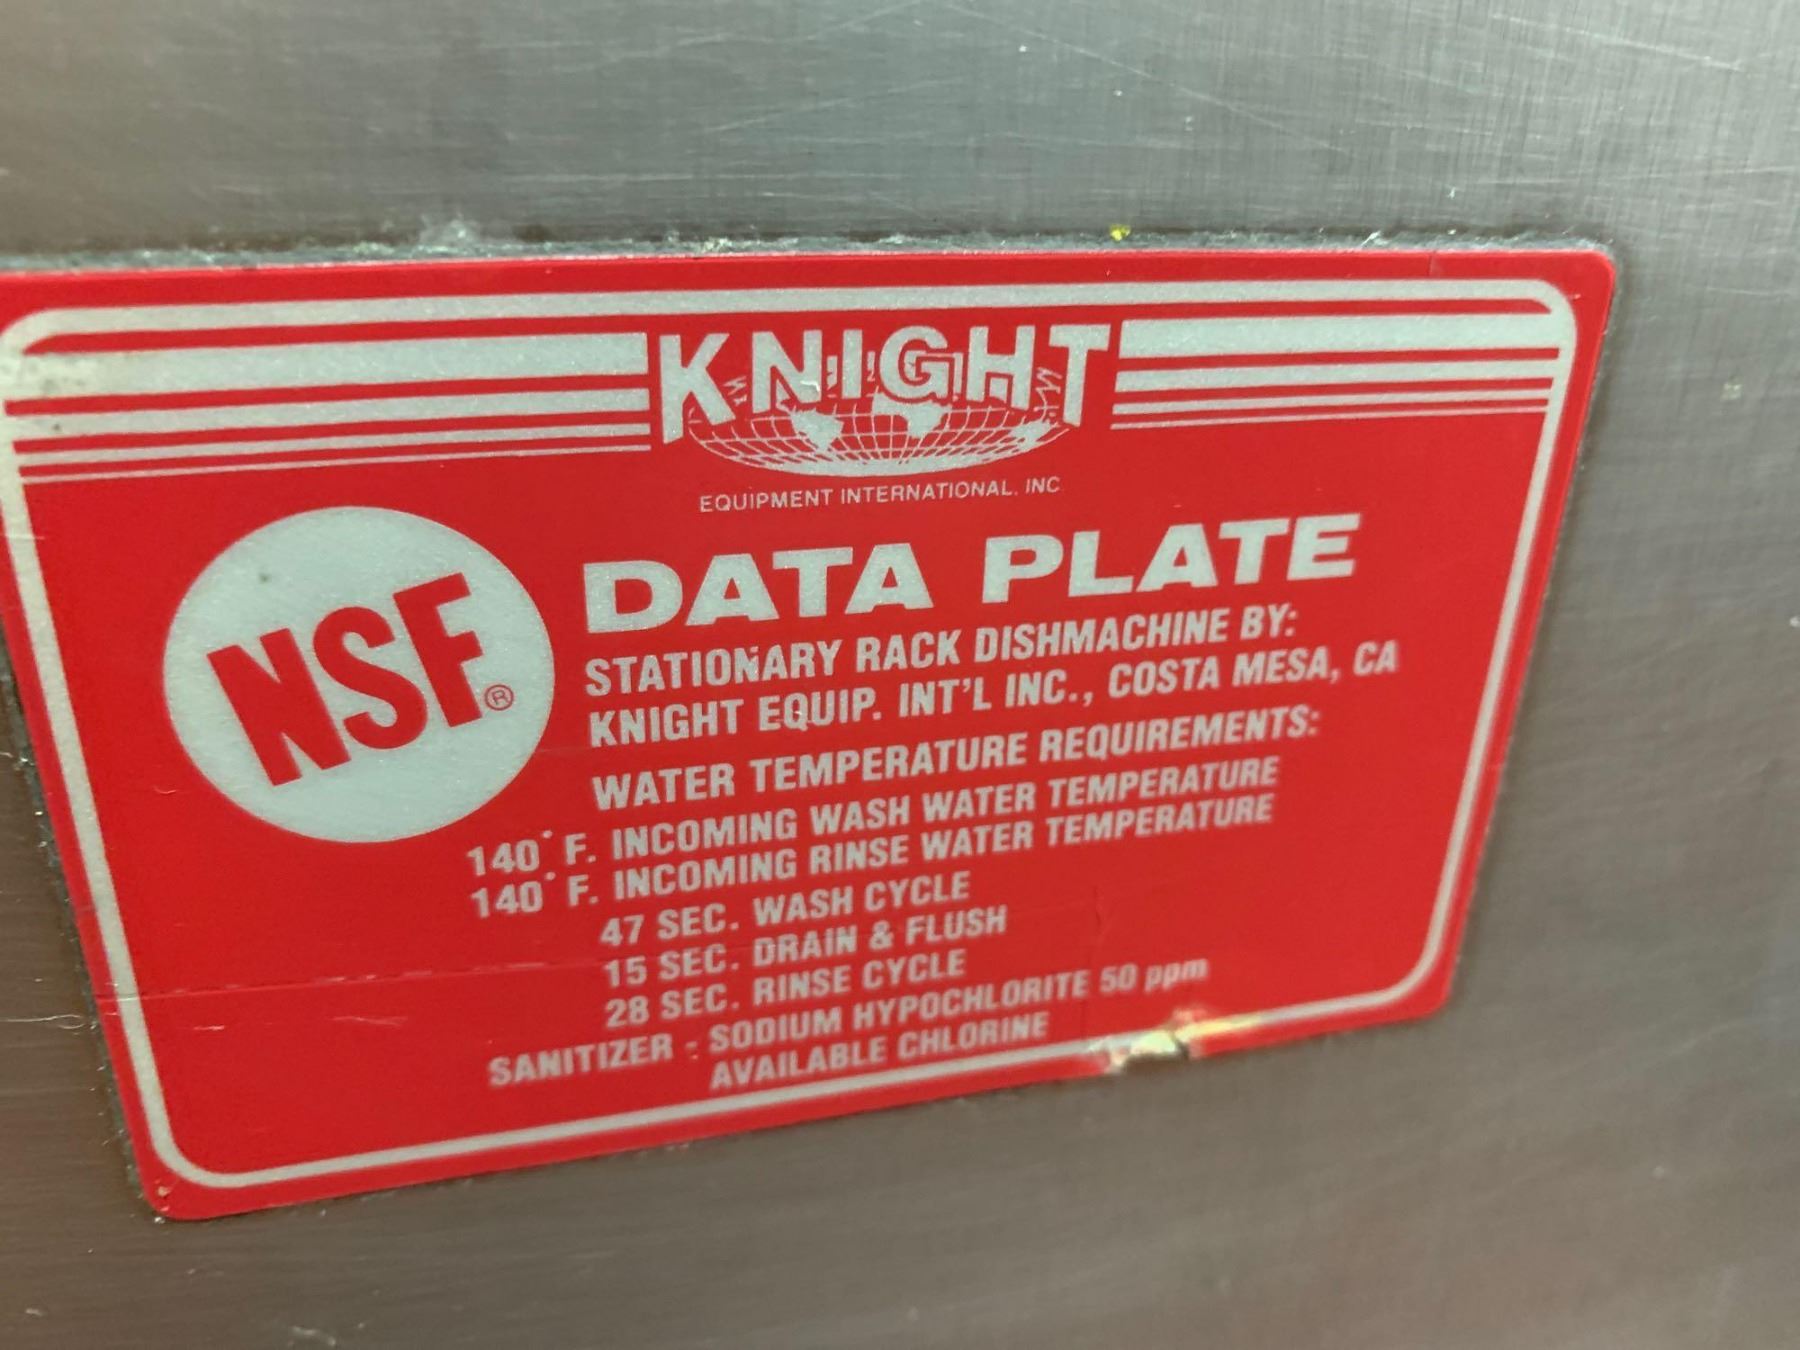 KNIGHT
EQUIPMENT INTERNATIONAL, INC
NSF®
DATA PLATE
STATIONARY RACK DISHMACHINE BY:
KNIGHT EQUIP. INT'L INC., COSTA MESA, CA
WATER TEMPERATURE REQUIREMENTS:
140° F. INCOMING WASH WATER TEMPERATURE
140° F. INCOMING RINSE WATER TEMPERATURE
47 SEC. WASH CYCLE
15 SEC. DRAIN & FLUSH
28 SEC. RINSE CYCLE
SANITIZER - SODIUM HYPOCHLORITE 50 ppm
AVAILABLE CHLORINE